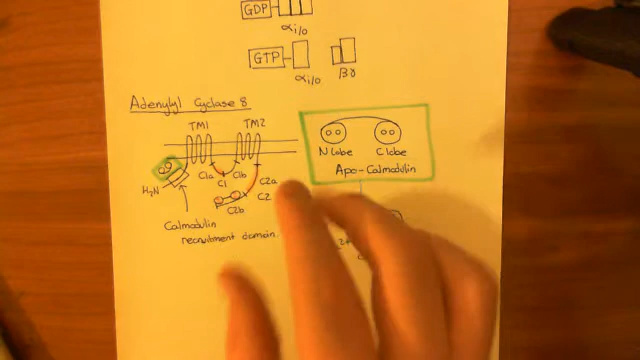 GDP
αi/o
GTP
αi/o
βγ
Adenylyl Cyclase 8
TM1
TM2
N Lobe
C lobe
Apo-Calmodulin
H2N
C1a
C1b
C1
C2a
C2
C2b
Calmodulin
recruitment domain
2+